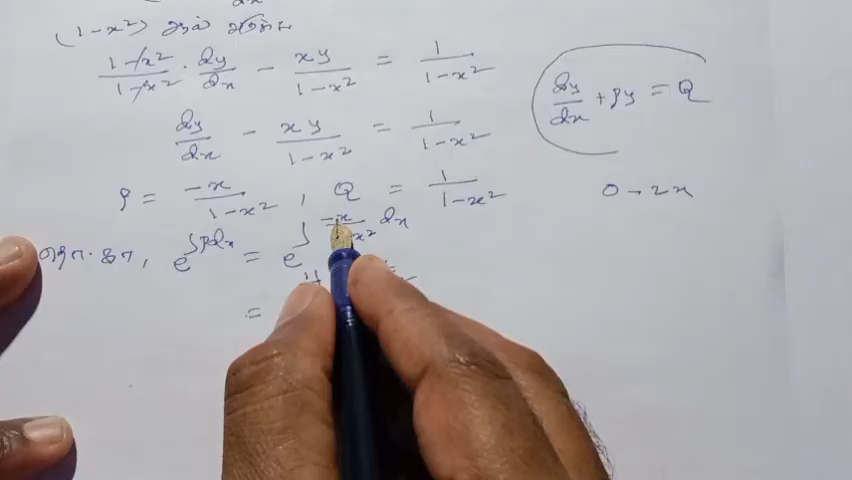 (1-x²) ஆல் வகுக்க
(1-x²)/(1-x²) . dy/dx - xy/(1-x²) = 1/(1-x²)
dy/dx + Py = Q
dy/dx - xy/(1-x²) = 1/(1-x²)
P = -x/(1-x²) , Q = 1/(1-x²)
0 - 2x
தொ.கா, e^∫Pdx = e^∫ -x/ x² dx
=